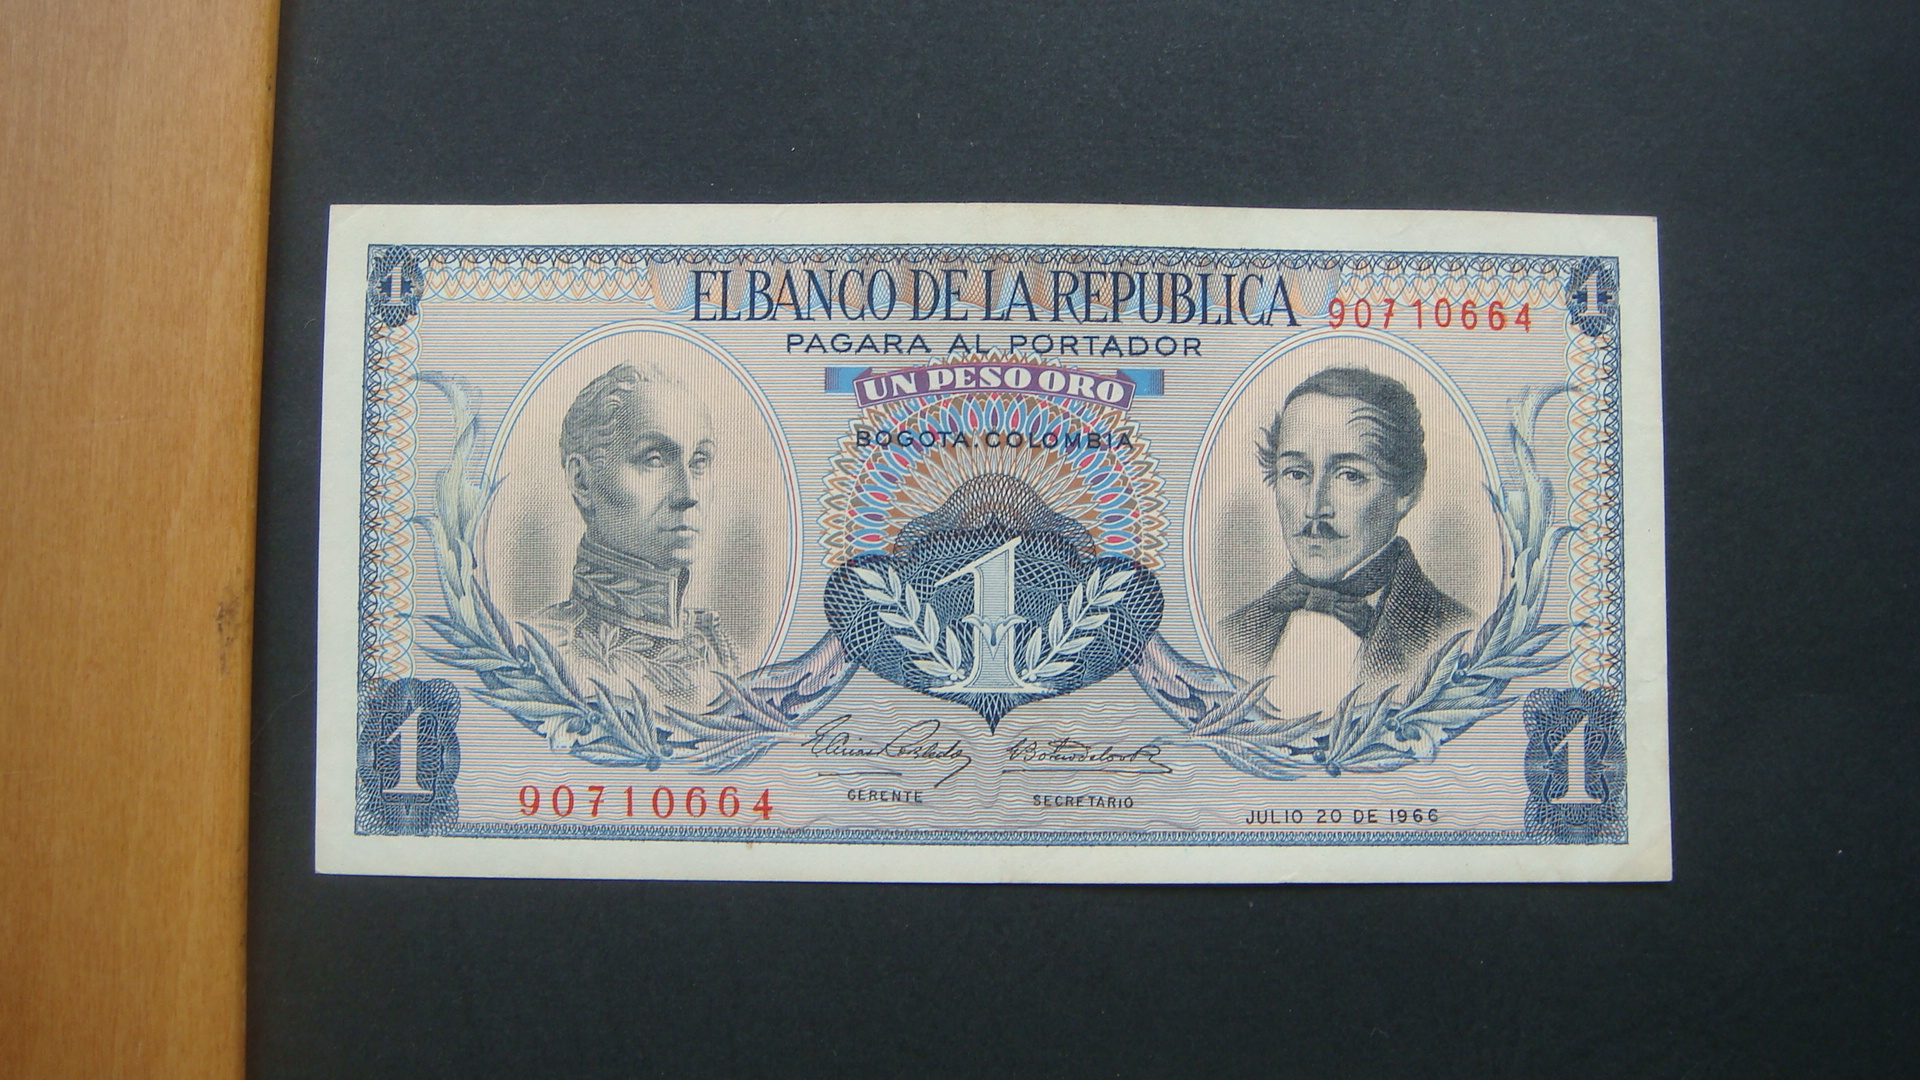 1
1
EL BANCO DE LA REPUBLICA
90710664
PAGARA AL PORTADOR
UN PESO ORO
BOGOTA. COLOMBIA
1
1
1
GERENTE
SECRETARIO
90710664
JULIO 20 DE 1966